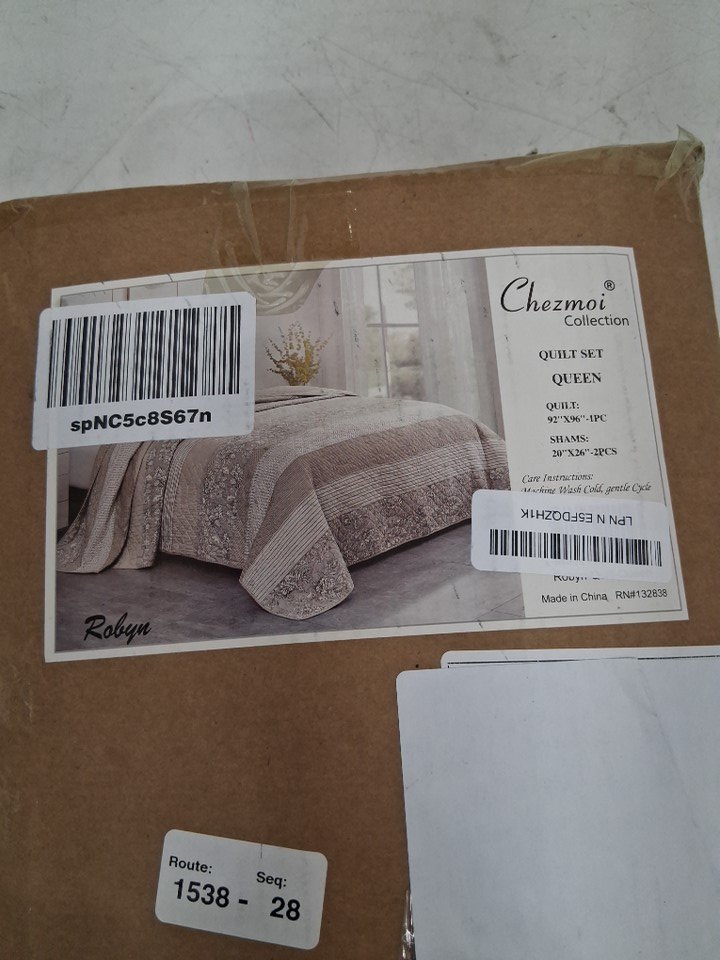 Chezmoi®
Collection
QUILT SET
QUEEN
QUILT:
92"X96"-1PC
SHAMS:
20"X26"-2PCS
Care Instructions:
Machine Wash Cold, gentle Cycle
spNC5c8S67n
LPN N E5FDQZH1K
Robyn
Made in China RN#132838
Robyn
Route: Seq:
1538 - 28